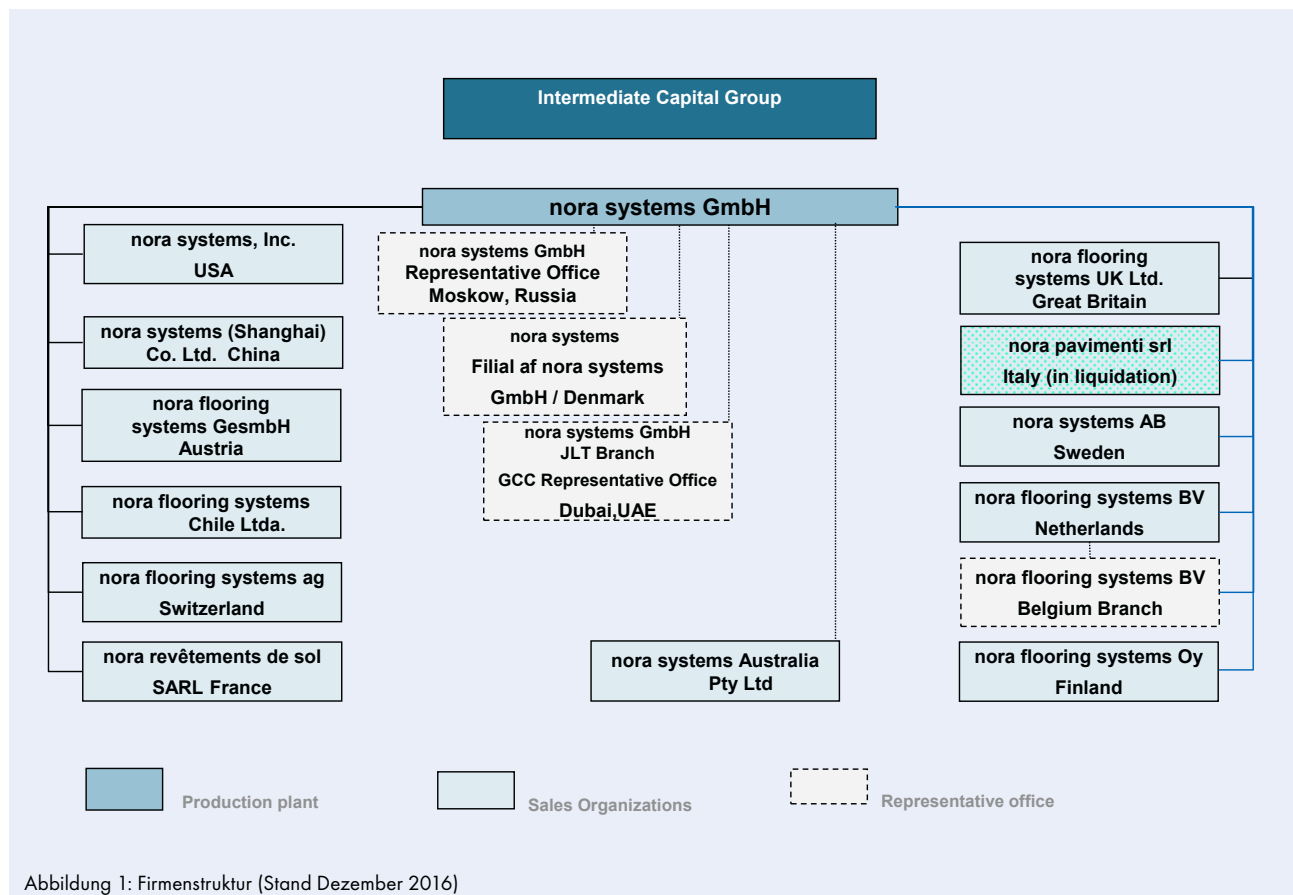 Intermediate Capital Group
nora systems GmbH
nora systems, Inc.
USA
nora systems (Shanghai)
Co. Ltd. China
nora flooring
systems GesmbH
Austria
nora flooring systems
Chile Ltda.
nora flooring systems ag
Switzerland
nora revêtements de sol
SARL France
nora systems GmbH
Representative Office
Moskow, Russia
nora systems
Filial af nora systems
GmbH / Denmark
nora systems GmbH
JLT Branch
GCC Representative Office
Dubai,UAE
nora systems Australia
Pty Ltd
nora flooring
systems UK Ltd.
Great Britain
nora pavimenti srl
Italy (in liquidation)
nora systems AB
Sweden
nora flooring systems BV
Netherlands
nora flooring systems BV
Belgium Branch
nora flooring systems Oy
Finland
Production plant
Sales Organizations
Representative office
Abbildung 1: Firmenstruktur (Stand Dezember 2016)